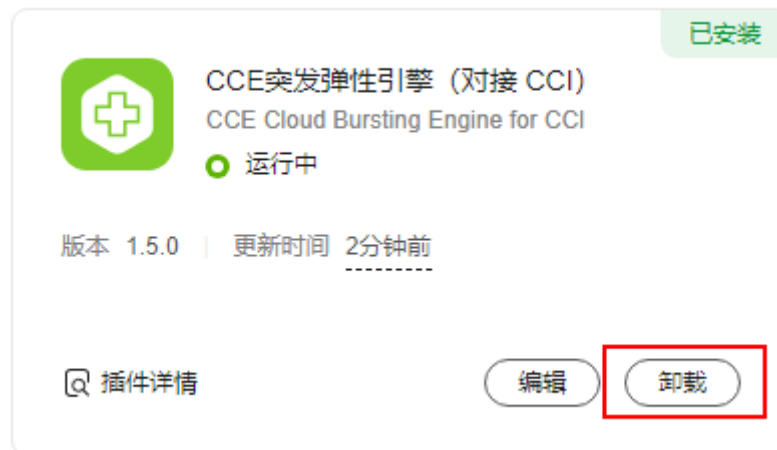 已安装
CCE突发弹性引擎（对接 CCI）
CCE Cloud Bursting Engine for CCI
运行中
版本 1.5.0 更新时间 2分钟前
插件详情 编辑 卸载